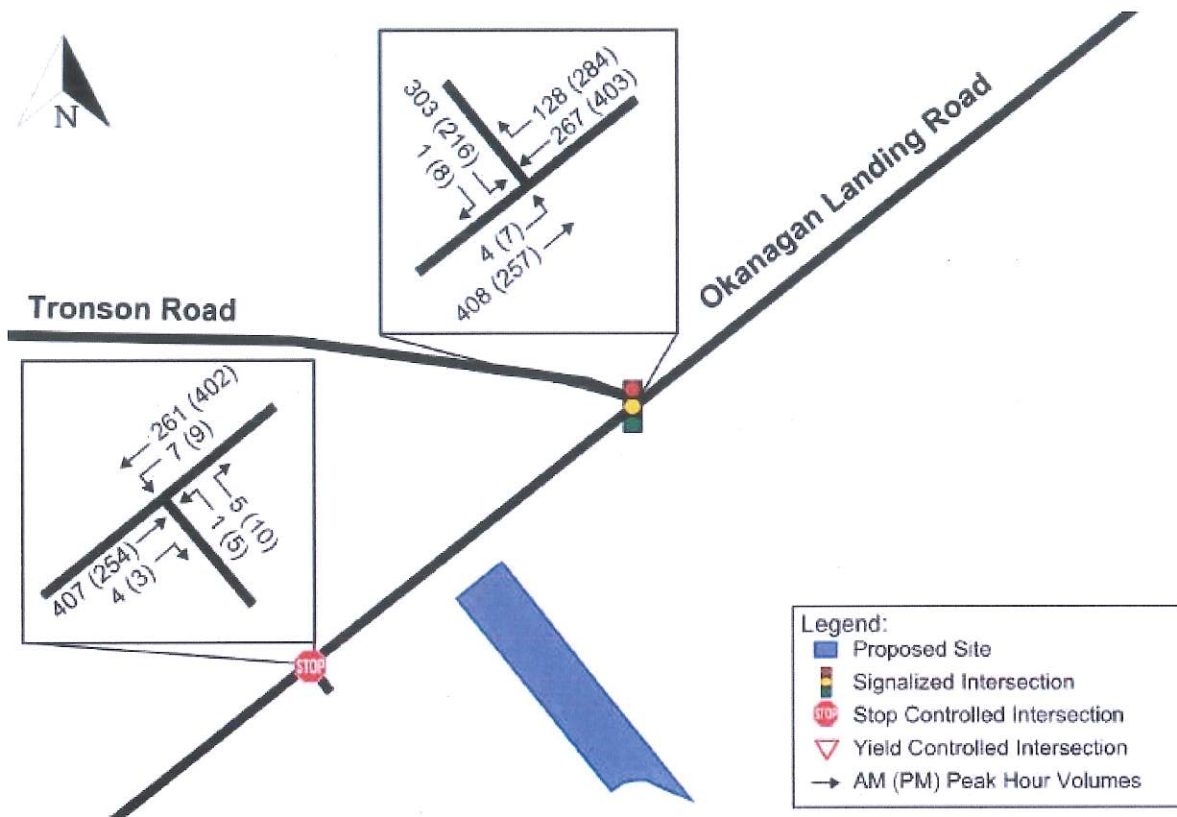 N
303 (216)
1 (8)
128 (284)
267 (403)
4 (7)
408 (257)
Okanagan Landing Road
Tronson Road
261 (402)
7 (9)
5 (10)
1 (5)
407 (254)
4 (3)
STOP
Legend:
Proposed Site
Signalized Intersection
STOP
Stop Controlled Intersection
Yield Controlled Intersection
AM (PM) Peak Hour Volumes